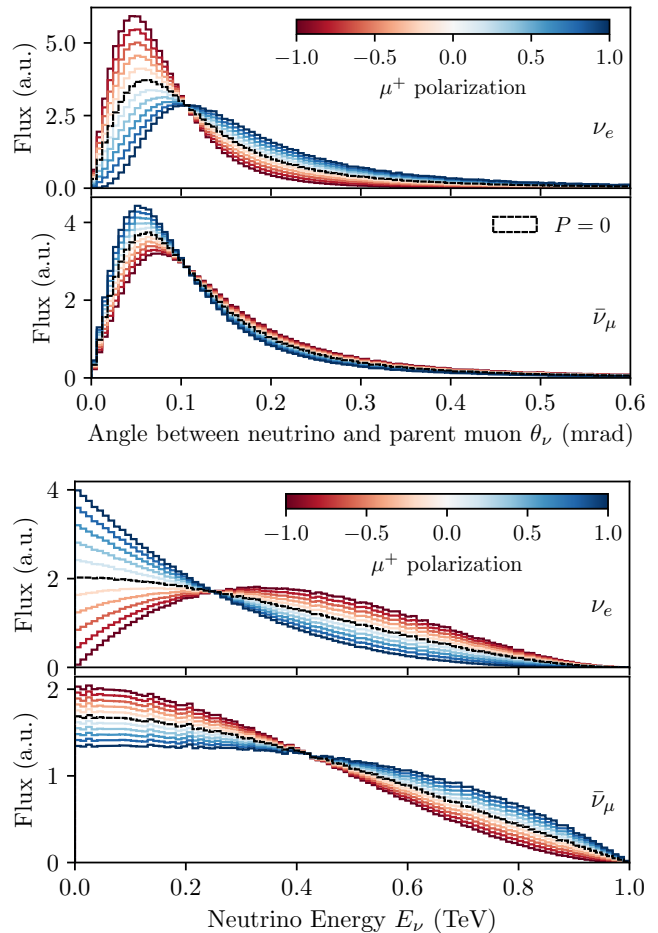 5.0
2.5
0.0
Flux (a.u.)
−1.0 −0.5 0.0 0.5 1.0
μ⁺ polarization
νₑ
4
2
0
Flux (a.u.)
P = 0
ν̄_μ
0.0 0.1 0.2 0.3 0.4 0.5 0.6
Angle between neutrino and parent muon θ_ν (mrad)
4
2
0
Flux (a.u.)
−1.0 −0.5 0.0 0.5 1.0
μ⁺ polarization
νₑ
2
1
0
Flux (a.u.)
ν̄_μ
0.0 0.2 0.4 0.6 0.8 1.0
Neutrino Energy E_ν (TeV)